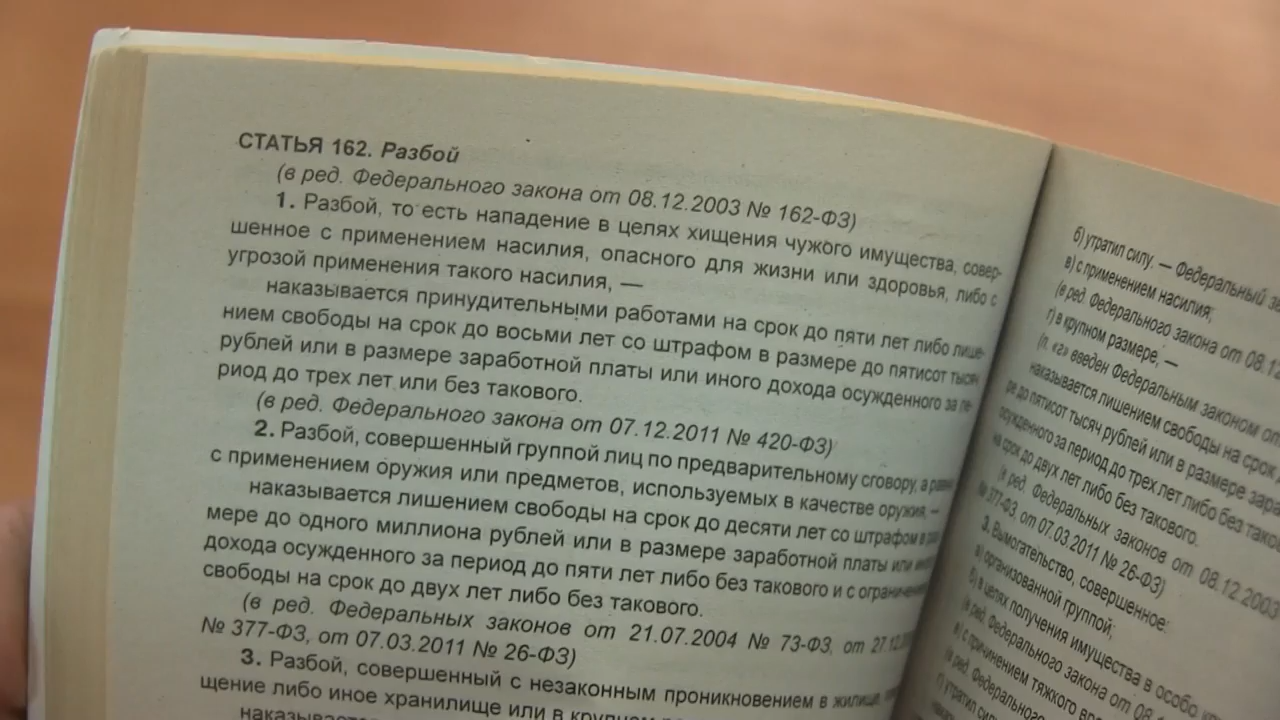 СТАТЬЯ 162. Разбой
(в ред. Федерального закона от 08.12.2003 № 162-ФЗ)
1. Разбой, то есть нападение в целях хищения чужого имущества, совер-
шенное с применением насилия, опасного для жизни или здоровья, либо с
угрозой применения такого насилия, —
наказывается принудительными работами на срок до пяти лет либо лише-
нием свободы на срок до восьми лет со штрафом в размере до пятисот тысяч
рублей или в размере заработной платы или иного дохода осужденного за пе-
риод до трех лет или без такового.
(в ред. Федерального закона от 07.12.2011 № 420-ФЗ)
2. Разбой, совершенный группой лиц по предварительному сговору, а равно
с применением оружия или предметов, используемых в качестве оружия, —
наказывается лишением свободы на срок до десяти лет со штрафом в раз-
мере до одного миллиона рублей или в размере заработной платы или иного
дохода осужденного за период до пяти лет либо без такового и с ограничением
свободы на срок до двух лет либо без такового.
(в ред. Федеральных законов от 21.07.2004 № 73-ФЗ, от 27.12
№ 377-ФЗ, от 07.03.2011 № 26-ФЗ)
3. Разбой, совершенный с незаконным проникновением в жилище,
щение либо иное хранилище или в крупном
наказывается
б) утратил силу. — Федеральный
в) с применением насилия;
(в ред. Федерального закона от 08.12
г) в крупном размере, —
(п. «г» введен Федеральным законом от
наказывается лишением свободы на срок
ре до пятисот тысяч рублей или в размере
осужденного за период до трех лет либо без
на срок до двух лет либо без такового.
(в ред. Федеральных законов от 08.12.2003
№ 377-ФЗ, от 07.03.2011 № 26-ФЗ)
3. Вымогательство, совершенное:
а) организованной группой;
б) в целях получения имущества в особо
(в ред. Федерального закона от 08
в) с причинением тяжкого
(в ред. Федерального
г) утратил